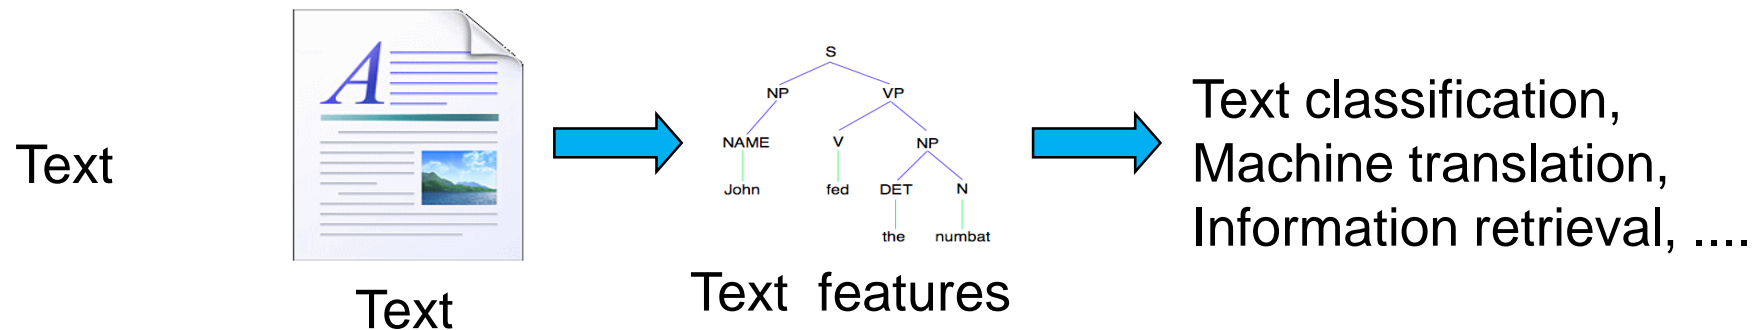 Text
A
Text
S
NP VP
NAME V NP
John fed DET N
the numbat
Text features
Text classification,
Machine translation,
Information retrieval, ....